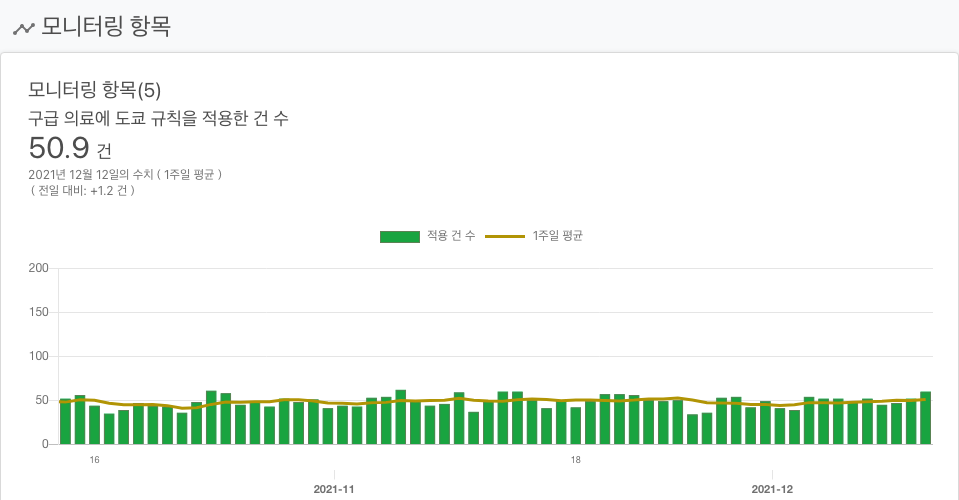 모니터링 항목
모니터링 항목(5)
구급 의료에 도쿄 규칙을 적용한 건 수
50.9 건
2021년 12월 12일의 수치 ( 1주일 평균 )
( 전일 대비: +1.2 건 )
적용 건 수 1주일 평균
200
150
100
50
0
16 18
2021-11 2021-12